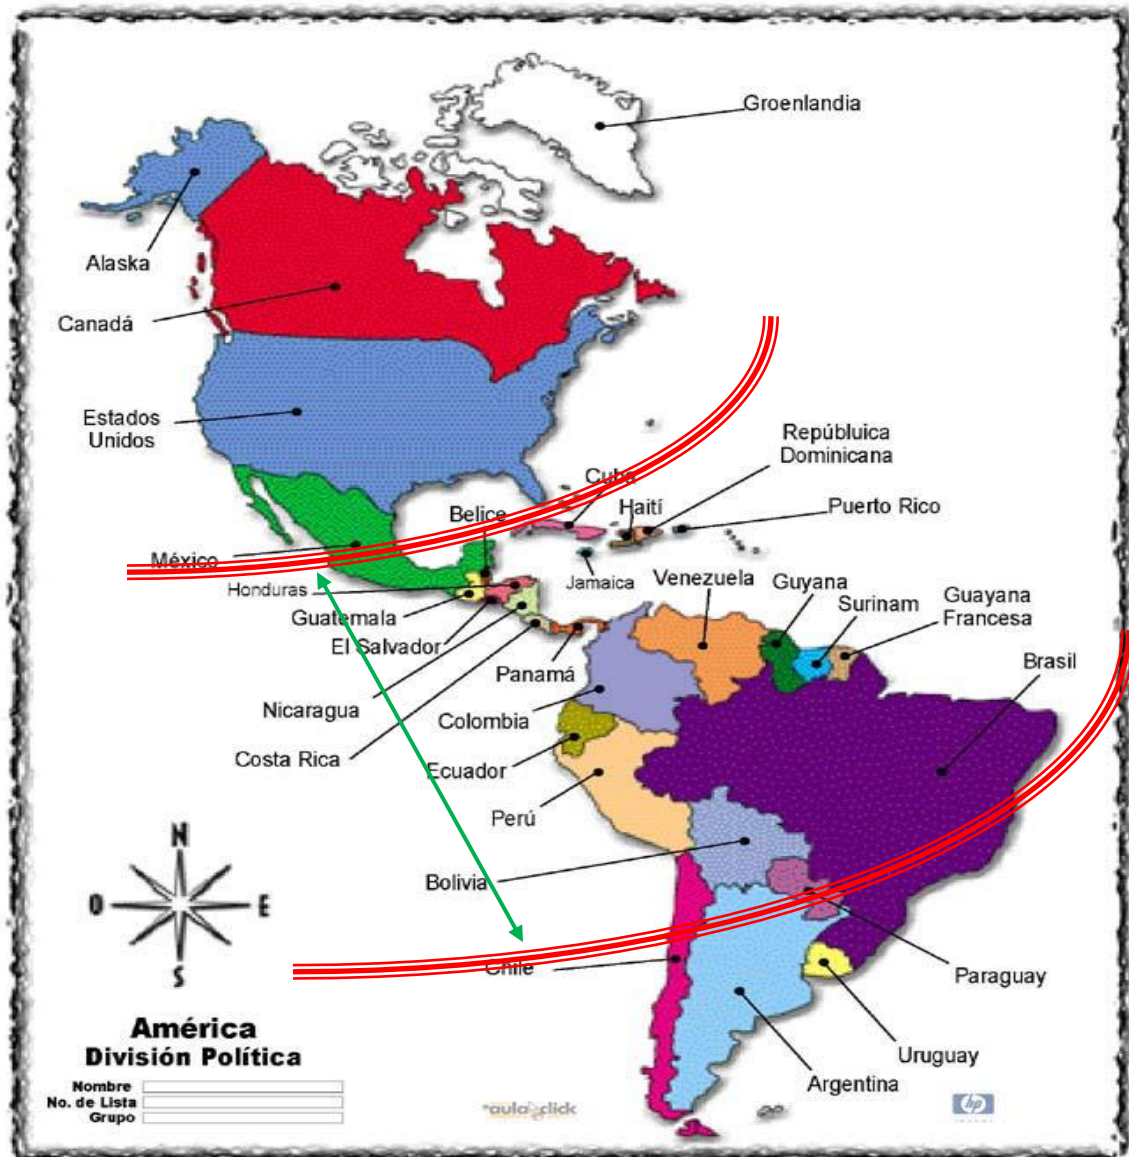 Groenlandia
Alaska
Canadá
Estados
Unidos
Repúbluica
Dominicana
Cuba
Haití
Puerto Rico
Belice
México
Honduras
Jamaica
Venezuela
Guyana
Surinam
Guayana
Francesa
Guatemala
El Salvador
Panamá
Brasil
Nicaragua
Colombia
Costa Rica
Ecuador
Perú
Bolivia
Chile
Paraguay
Uruguay
Argentina
N
O
E
S
América
División Política
Nombre
No. de Lista
Grupo
aulaclick
hp